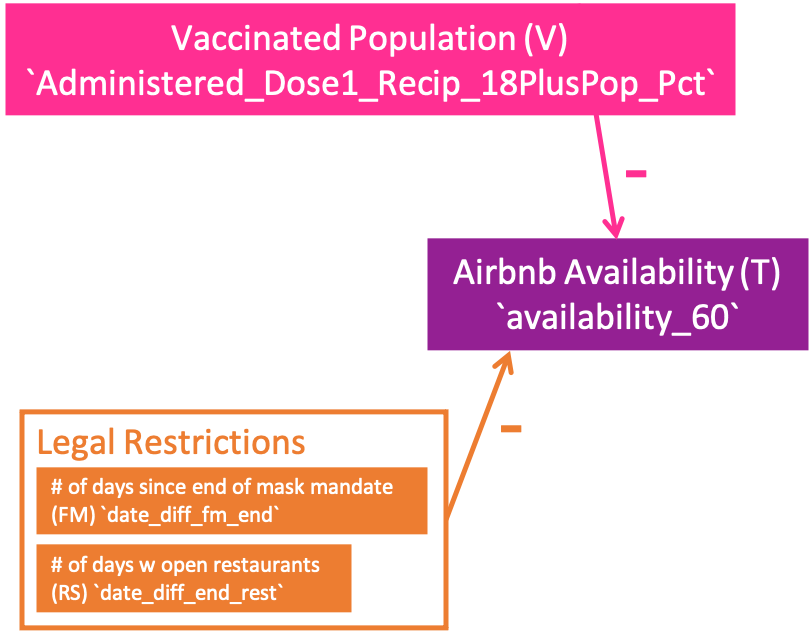 Vaccinated Population (V)
`Administered_Dose1_Recip_18PlusPop_Pct`
-
Airbnb Availability (T)
`availability_60`
-
Legal Restrictions
# of days since end of mask mandate
(FM) `date_diff_fm_end`
# of days w open restaurants
(RS) `date_diff_end_rest`